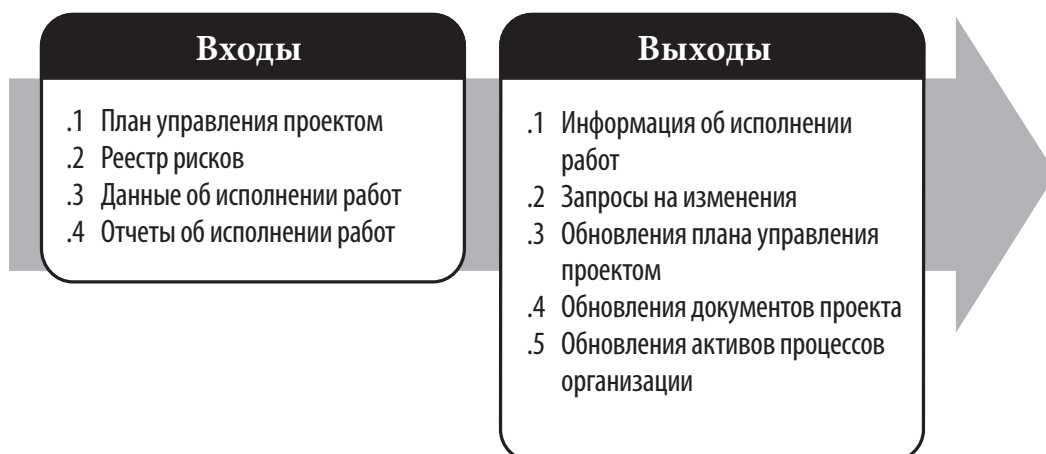 Входы
.1 План управления проектом
.2 Реестр рисков
.3 Данные об исполнении работ
.4 Отчеты об исполнении работ
Выходы
.1 Информация об исполнении
работ
.2 Запросы на изменения
.3 Обновления плана управления
проектом
.4 Обновления документов проекта
.5 Обновления активов процессов
организации